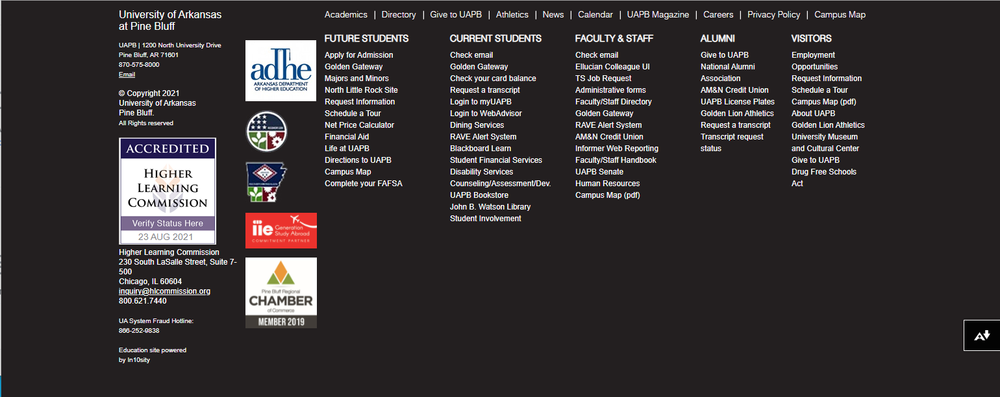 University of Arkansas
at Pine Bluff
UAPB | 1200 North University Drive
Pine Bluff, AR 71601
870-575-8000
Email
© Copyright 2021
University of Arkansas
Pine Bluff.
All Rights reserved
ACCREDITED
HIGHER
LEARNING
COMMISSION
Verify Status Here
23 AUG 2021
Higher Learning Commission
230 South LaSalle Street, Suite 7-
500
Chicago, IL 60604
inquiry@hlcommission.org
800.621.7440
UA System Fraud Hotline:
866-252-9838
Education site powered
by In10sity
adhe
ARKANSAS DEPARTMENT
OF HIGHER EDUCATION
iie Generation
Study Abroad
COMMITMENT PARTNER
Pine Bluff Regional
CHAMBER
of Commerce
MEMBER 2019
Academics | Directory | Give to UAPB | Athletics | News | Calendar | UAPB Magazine | Careers | Privacy Policy | Campus Map
FUTURE STUDENTS
Apply for Admission
Golden Gateway
Majors and Minors
North Little Rock Site
Request Information
Schedule a Tour
Net Price Calculator
Financial Aid
Life at UAPB
Directions to UAPB
Campus Map
Complete your FAFSA
CURRENT STUDENTS
Check email
Golden Gateway
Check your card balance
Request a transcript
Login to myUAPB
Login to WebAdvisor
Dining Services
RAVE Alert System
Blackboard Learn
Student Financial Services
Disability Services
Counseling/Assessment/Dev.
UAPB Bookstore
John B. Watson Library
Student Involvement
FACULTY & STAFF
Check email
Ellucian Colleague UI
TS Job Request
Administrative forms
Faculty/Staff Directory
Golden Gateway
RAVE Alert System
AM&N Credit Union
Informer Web Reporting
Faculty/Staff Handbook
UAPB Senate
Human Resources
Campus Map (pdf)
ALUMNI
Give to UAPB
National Alumni
Association
AM&N Credit Union
UAPB License Plates
Golden Lion Athletics
Request a transcript
Transcript request
status
VISITORS
Employment
Opportunities
Request Information
Schedule a Tour
Campus Map (pdf)
About UAPB
Golden Lion Athletics
University Museum
and Cultural Center
Give to UAPB
Drug Free Schools
Act